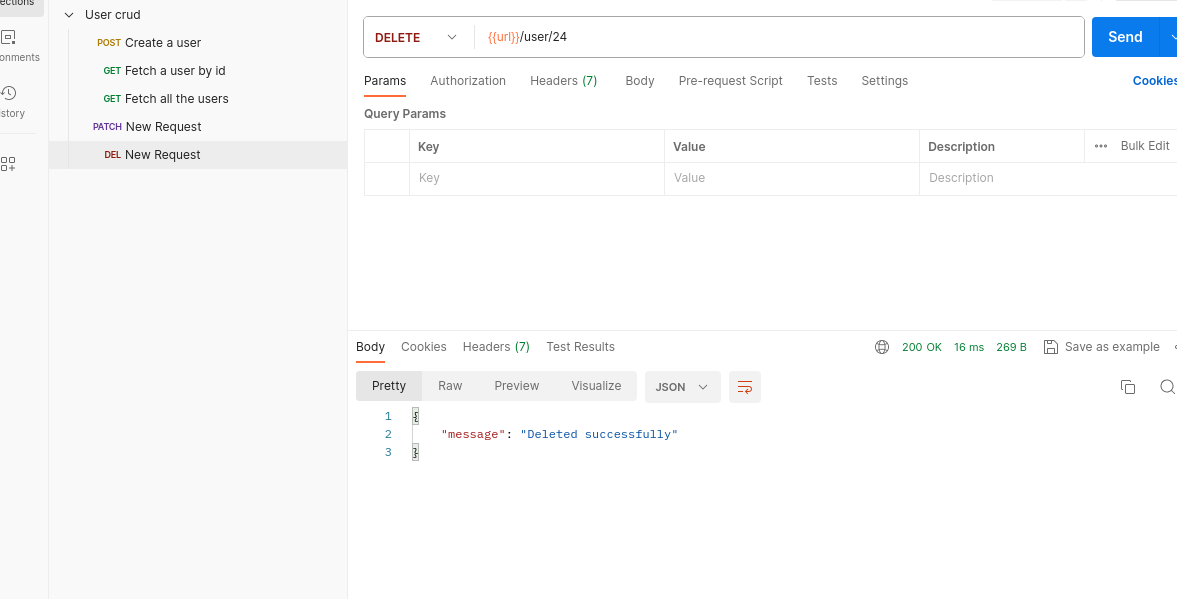 ections
onments
story
User crud
POST Create a user
GET Fetch a user by id
GET Fetch all the users
PATCH New Request
DEL New Request
DELETE {{url}}/user/24 Send
Params Authorization Headers (7) Body Pre-request Script Tests Settings Cookies
Query Params
Key Value Description Bulk Edit
Key Value Description
Body Cookies Headers (7) Test Results 200 OK 16 ms 269 B Save as example
Pretty Raw Preview Visualize JSON
1 {
2 "message": "Deleted successfully"
3 }